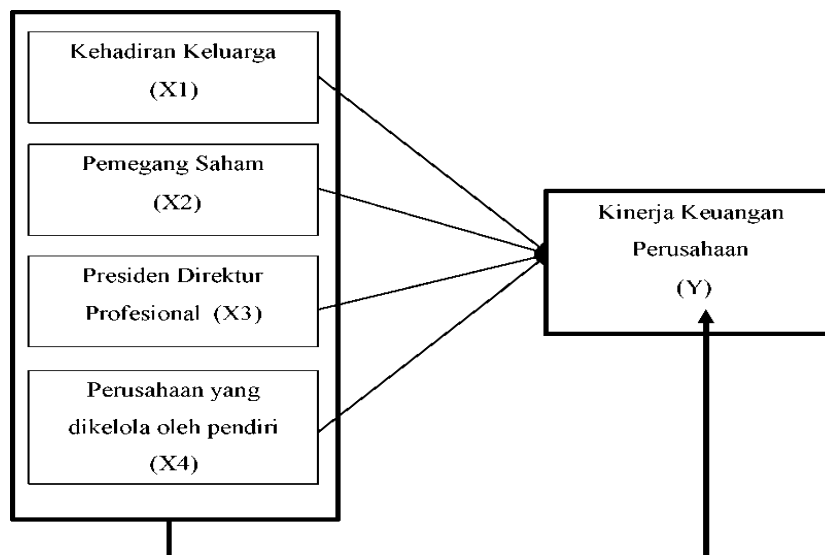 Kehadiran Keluarga
(X1)
Pemegang Saham
(X2)
Presiden Direktur
Profesional (X3)
Perusahaan yang
dikelola oleh pendiri
(X4)
Kinerja Keuangan
Perusahaan
(Y)